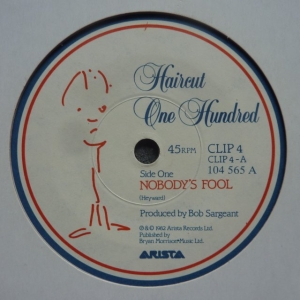 Haircut
One Hundred
45RPM
CLIP 4
CLIP 4-A
104 565 A
Side One
NOBODY'S FOOL
(Heyward)
Produced by Bob Sargeant
℗ & © 1982 Arista Records Ltd.
Published by
Bryan Morrison Music Ltd.
ARISTA